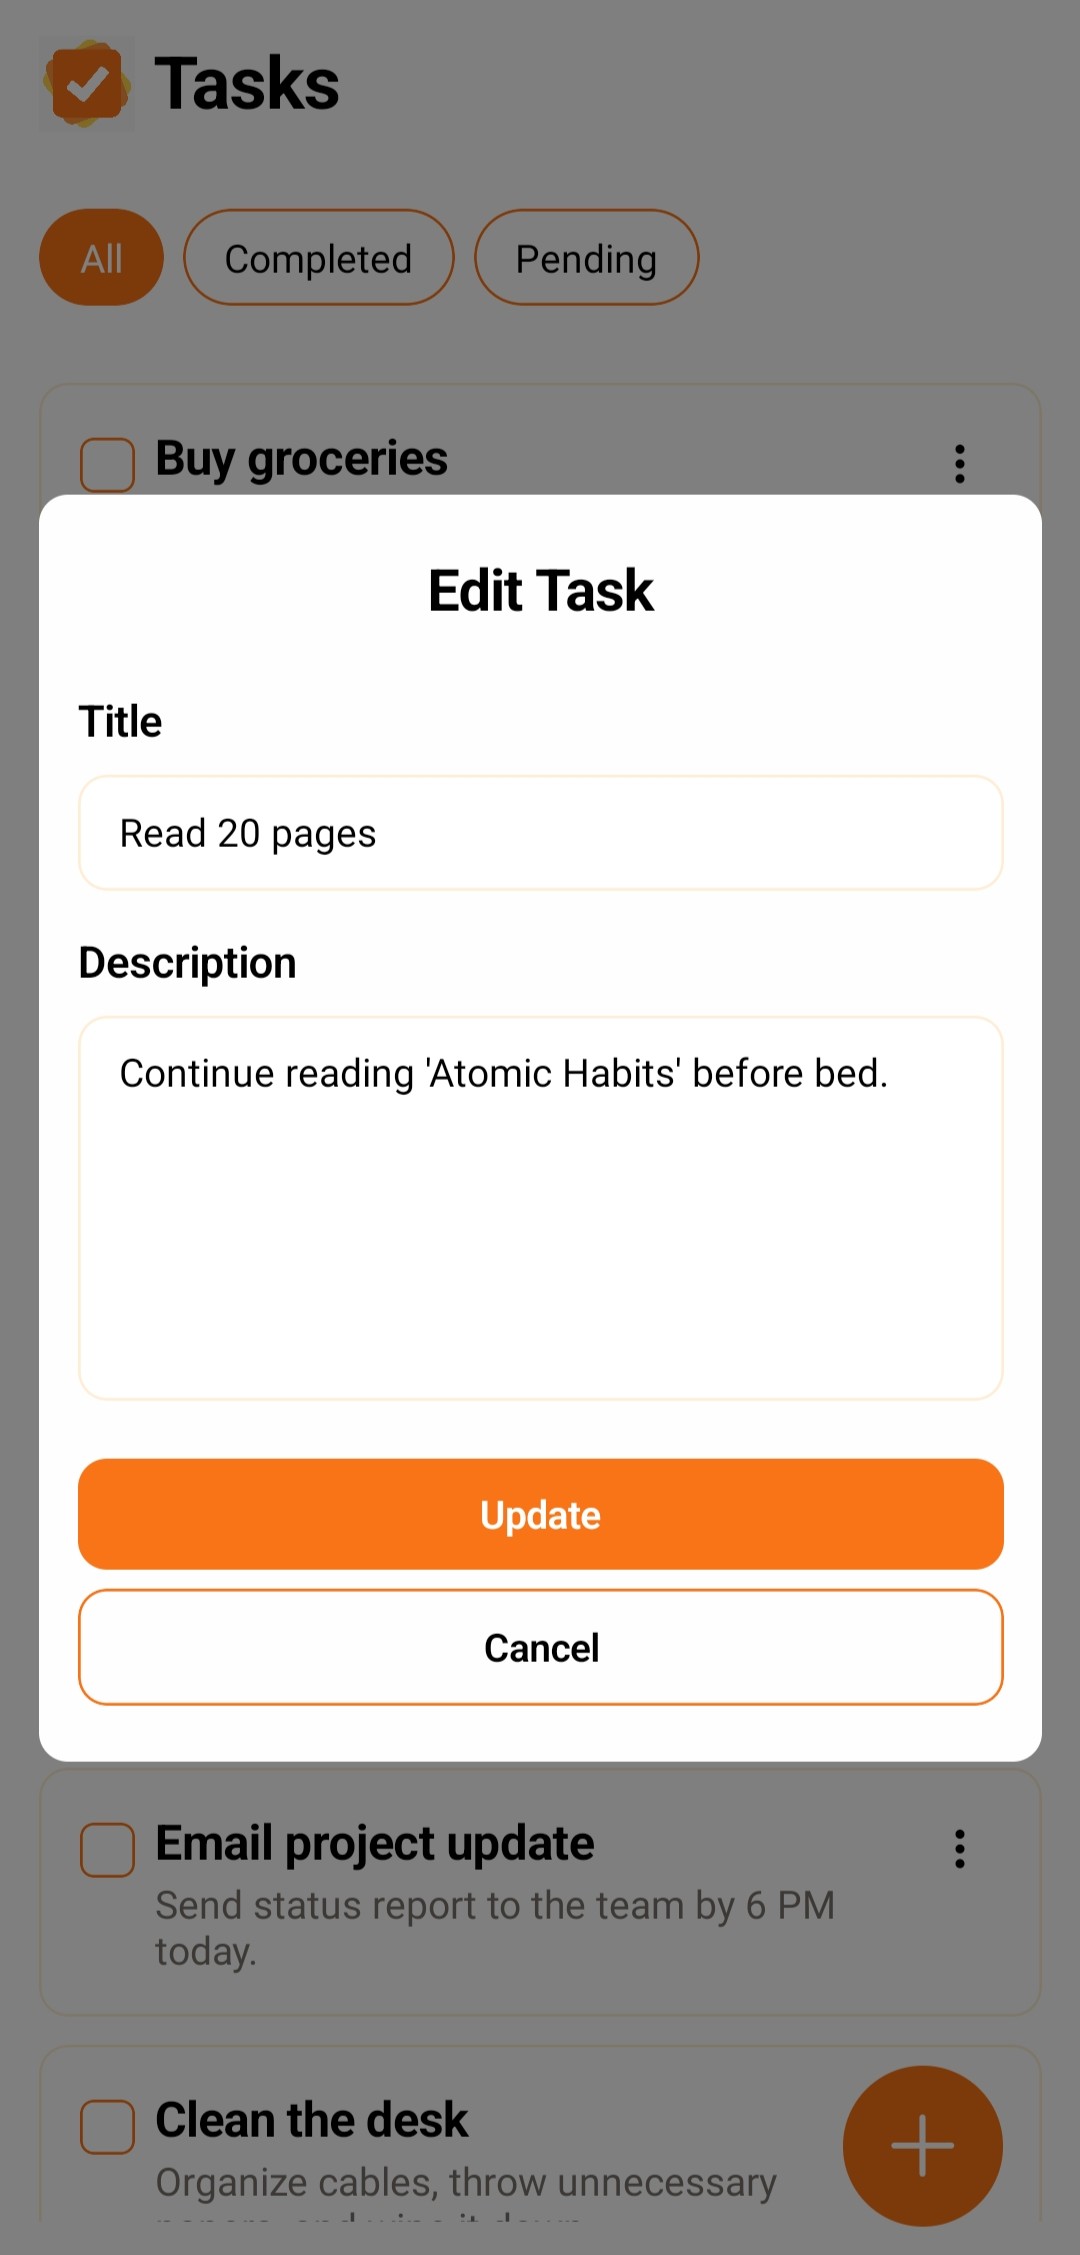 Tasks
All
Completed
Pending
Buy groceries
Edit Task
Title
Read 20 pages
Description
Continue reading 'Atomic Habits' before bed.
Update
Cancel
Email project update
Send status report to the team by 6 PM
today.
Clean the desk
Organize cables, throw unnecessary